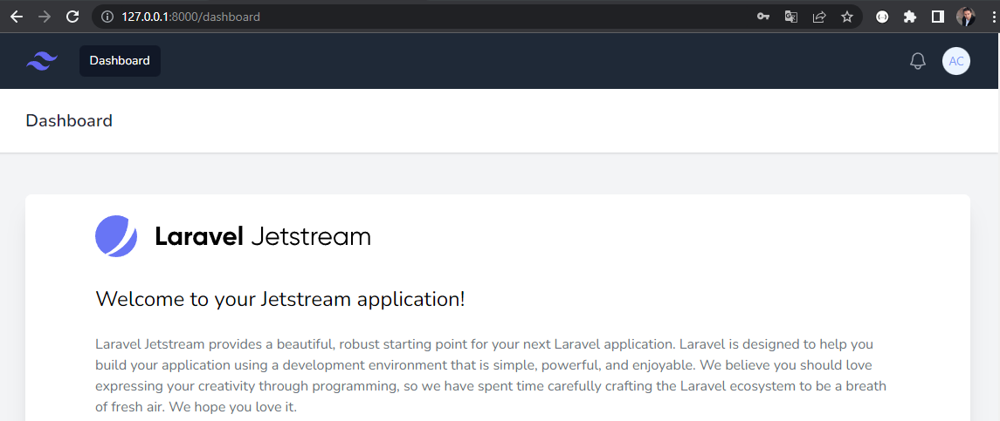 127.0.0.1:8000/dashboard
Dashboard
AC
Dashboard
Laravel Jetstream
Welcome to your Jetstream application!
Laravel Jetstream provides a beautiful, robust starting point for your next Laravel application. Laravel is designed to help you
build your application using a development environment that is simple, powerful, and enjoyable. We believe you should love
expressing your creativity through programming, so we have spent time carefully crafting the Laravel ecosystem to be a breath
of fresh air. We hope you love it.